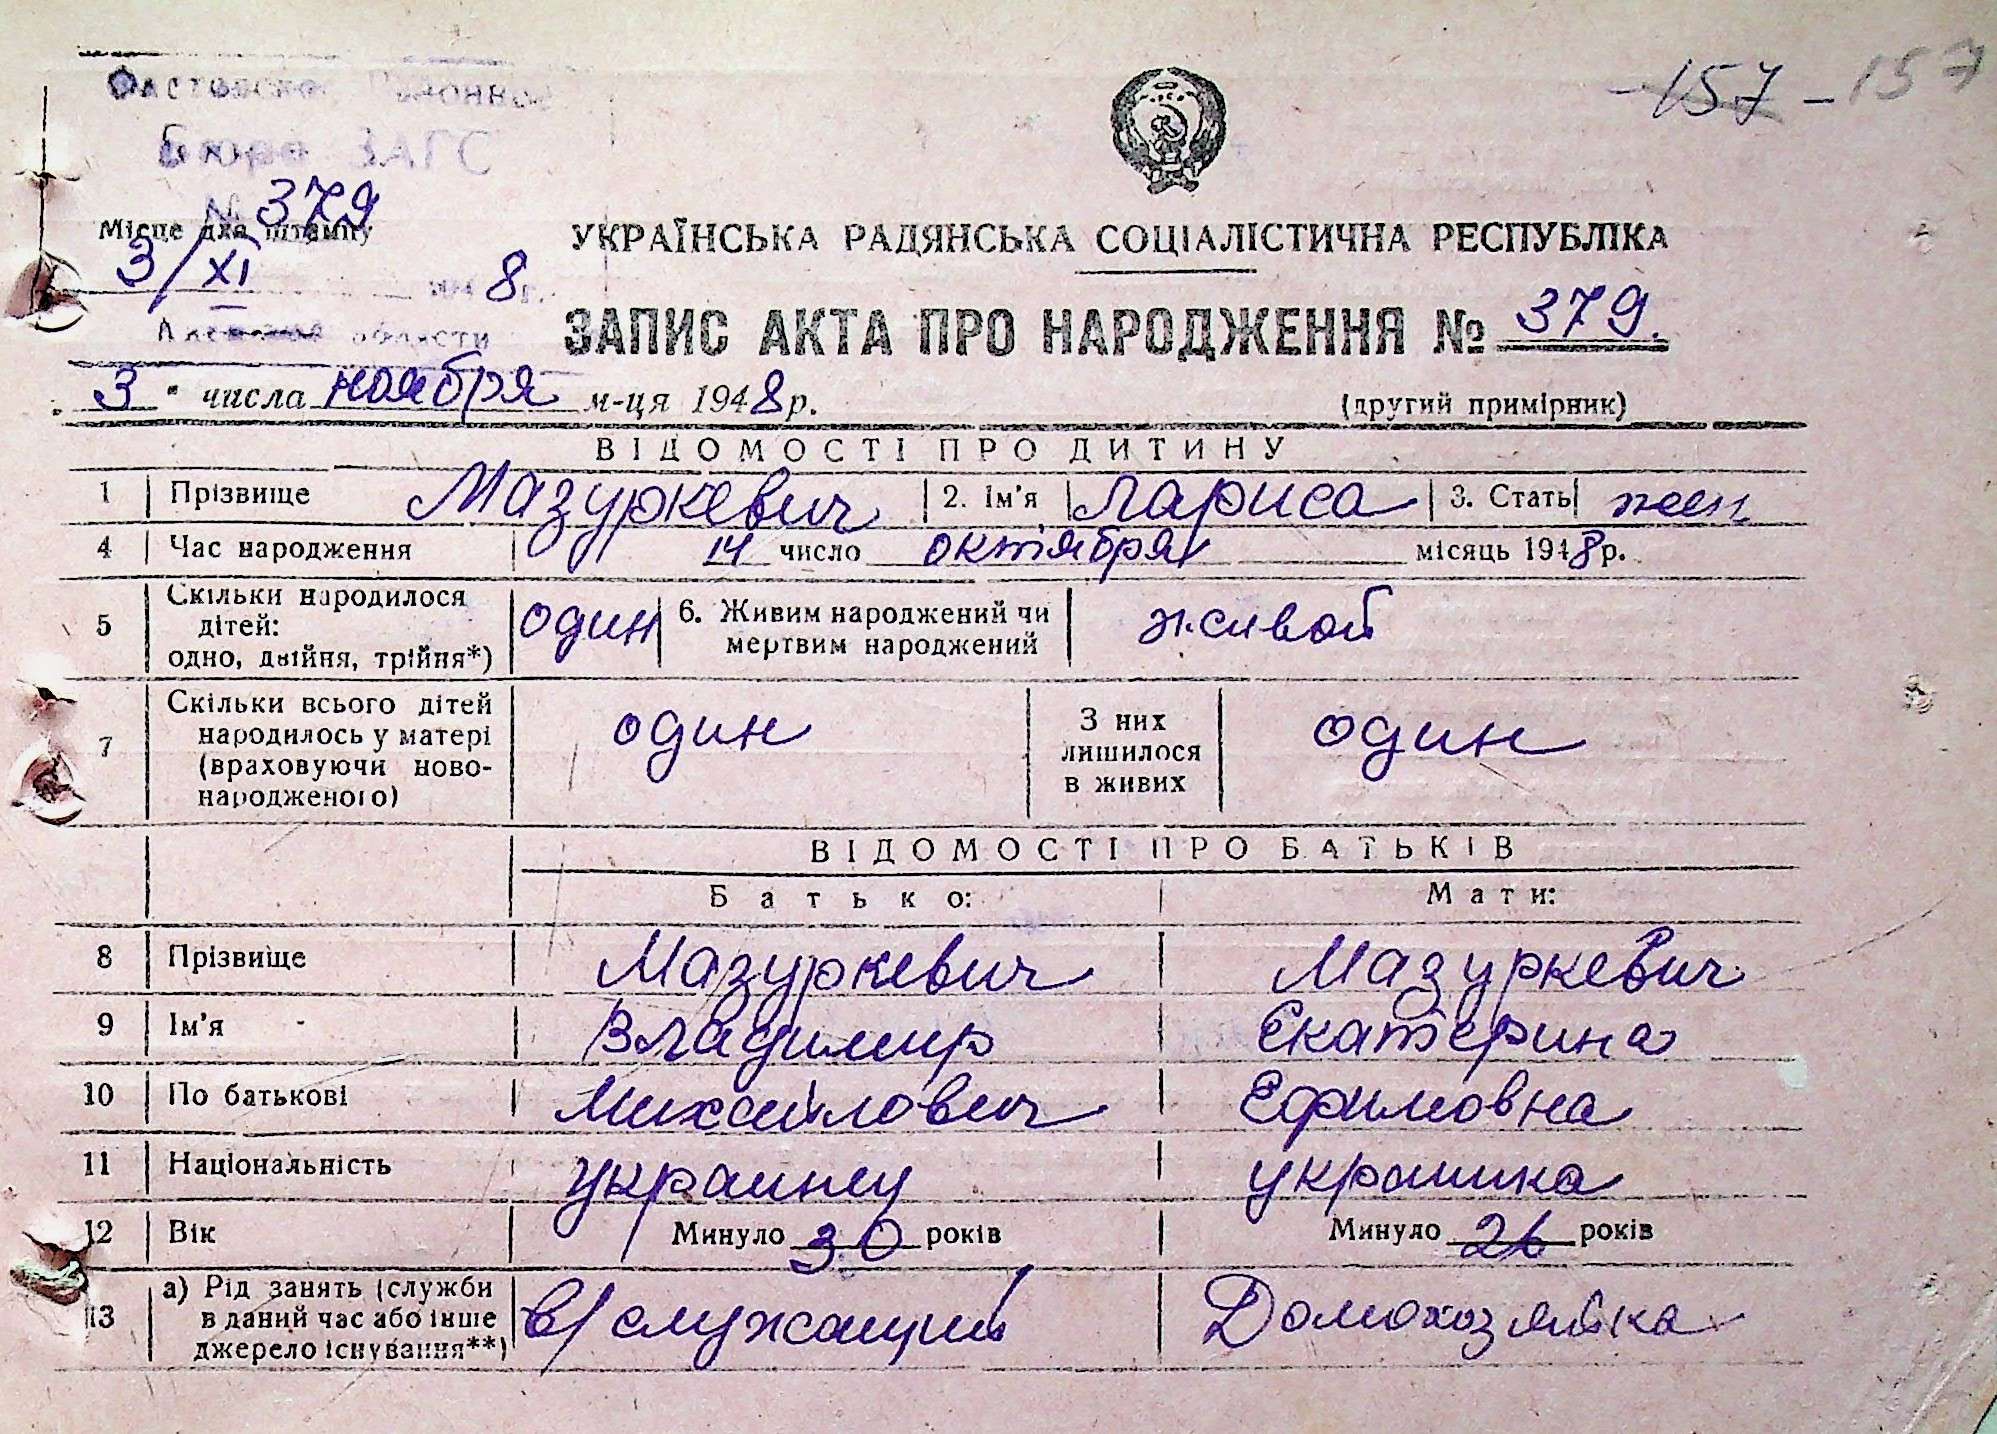 157 - 157
Бюро ЗАГС
№ 379
Місце для штампу
3/XI 1948 г.
области
УКРАЇНСЬКА РАДЯНСЬКА СОЦІАЛІСТИЧНА РЕСПУБЛІКА
ЗАПИС АКТА ПРО НАРОДЖЕННЯ № 379.
3 числа ноября м-ця 1948 р.
(другий примірник)
ВІДОМОСТІ ПРО ДИТИНУ
1 Прізвище Мазуркевич 2. Ім'я Лариса 3. Стать жен
4 Час народження 14 число октября місяць 1948 р.
5 Скільки народилося
дітей:
одно, двійня, трійня*)
один
6. Живим народжений чи
мертвим народжений
живой
7 Скільки всього дітей
народилось у матері
(враховуючи ново-
народженого)
один
З них
лишилося
в живих
один
ВІДОМОСТІ ПРО БАТЬКІВ
Батько: Мати:
8 Прізвище Мазуркевич Мазуркевич
9 Ім'я Владимир Екатерина
10 По батькові Михайлович Ефимовна
11 Національність украинец украинка
12 Вік Минуло 30 років Минуло 26 років
13 а) Рід занять (служби
в даний час або інше
джерело існування**)
в/служащий Домохозяйка